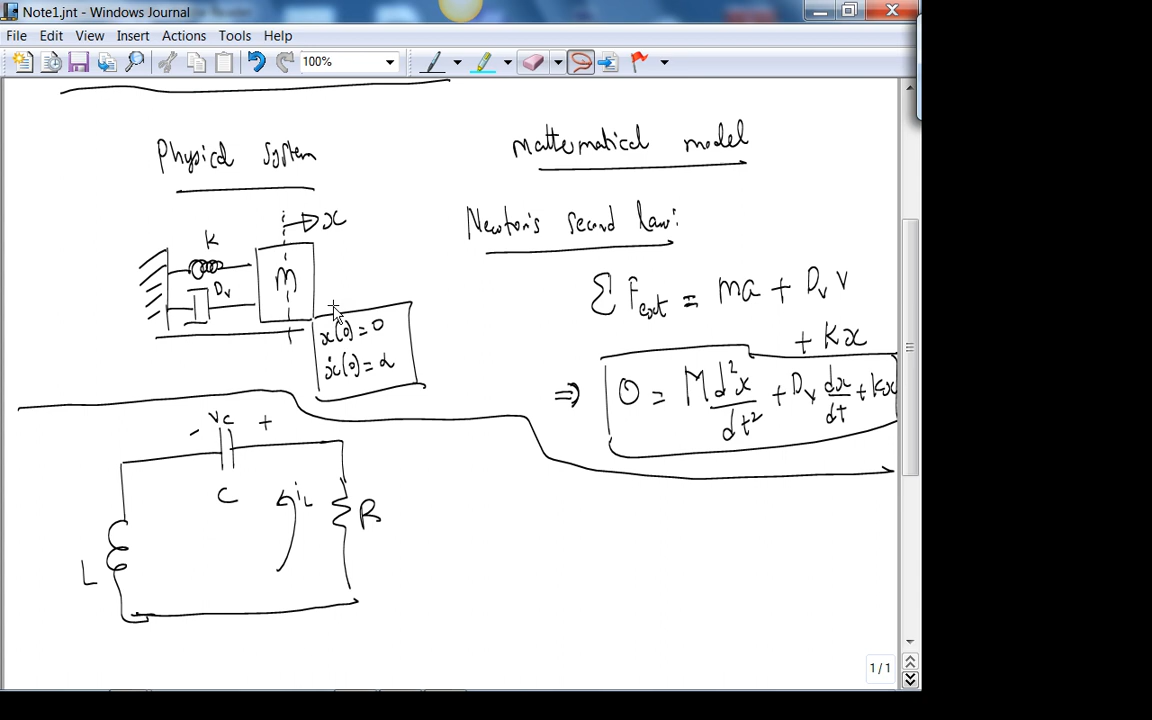 Note1.jnt - Windows Journal
File Edit View Insert Actions Tools Help
100%
Physical system
Mathematical model
x
K
M
Dv
x(0) = 0
ẋ(0) = α
Newton's second law:
Σ Fext = ma + Dv v
+ Kx
⇒ 0 = M d²x/dt² + Dv dx/dt + Kx
- Vc +
C
iL
R
L
1 / 1